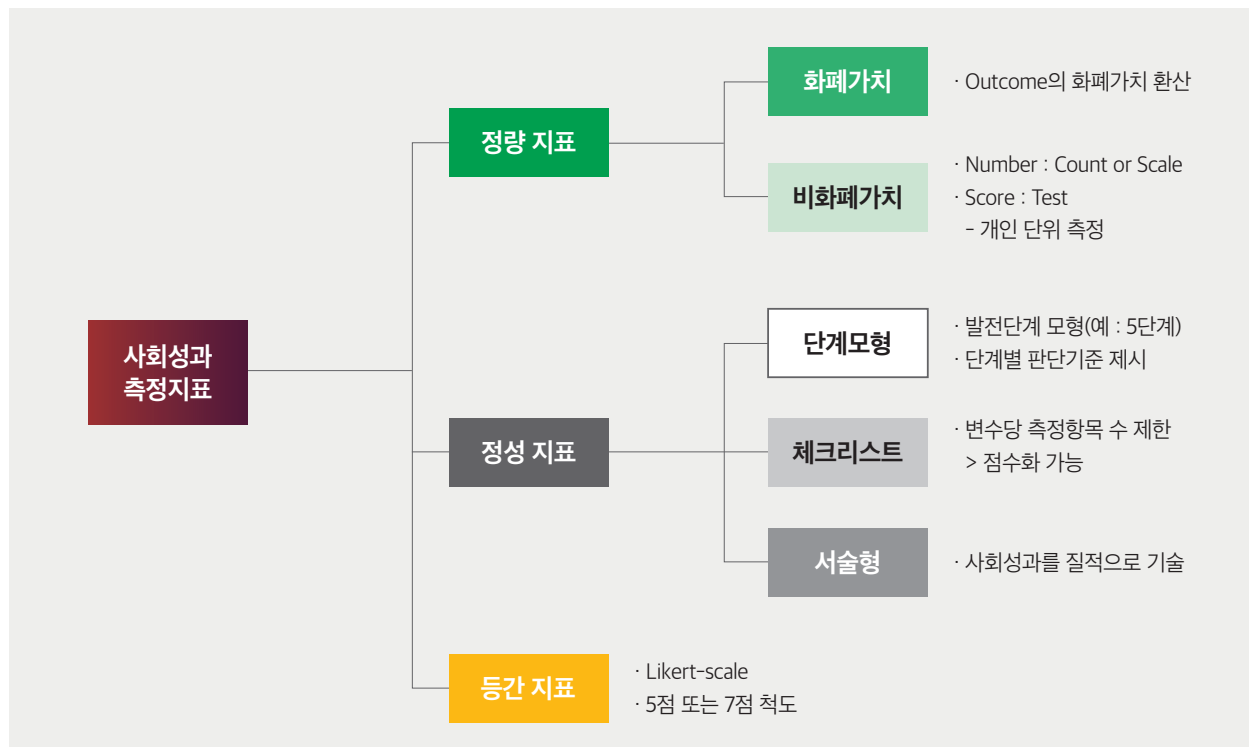 사회성과
측정지표
정량 지표
화폐가치
· Outcome의 화폐가치 환산
비화폐가치
· Number : Count or Scale
· Score : Test
- 개인 단위 측정
정성 지표
단계모형
· 발전단계 모형(예 : 5단계)
· 단계별 판단기준 제시
체크리스트
· 변수당 측정항목 수 제한
> 점수화 가능
서술형
· 사회성과를 질적으로 기술
등간 지표
· Likert-scale
· 5점 또는 7점 척도